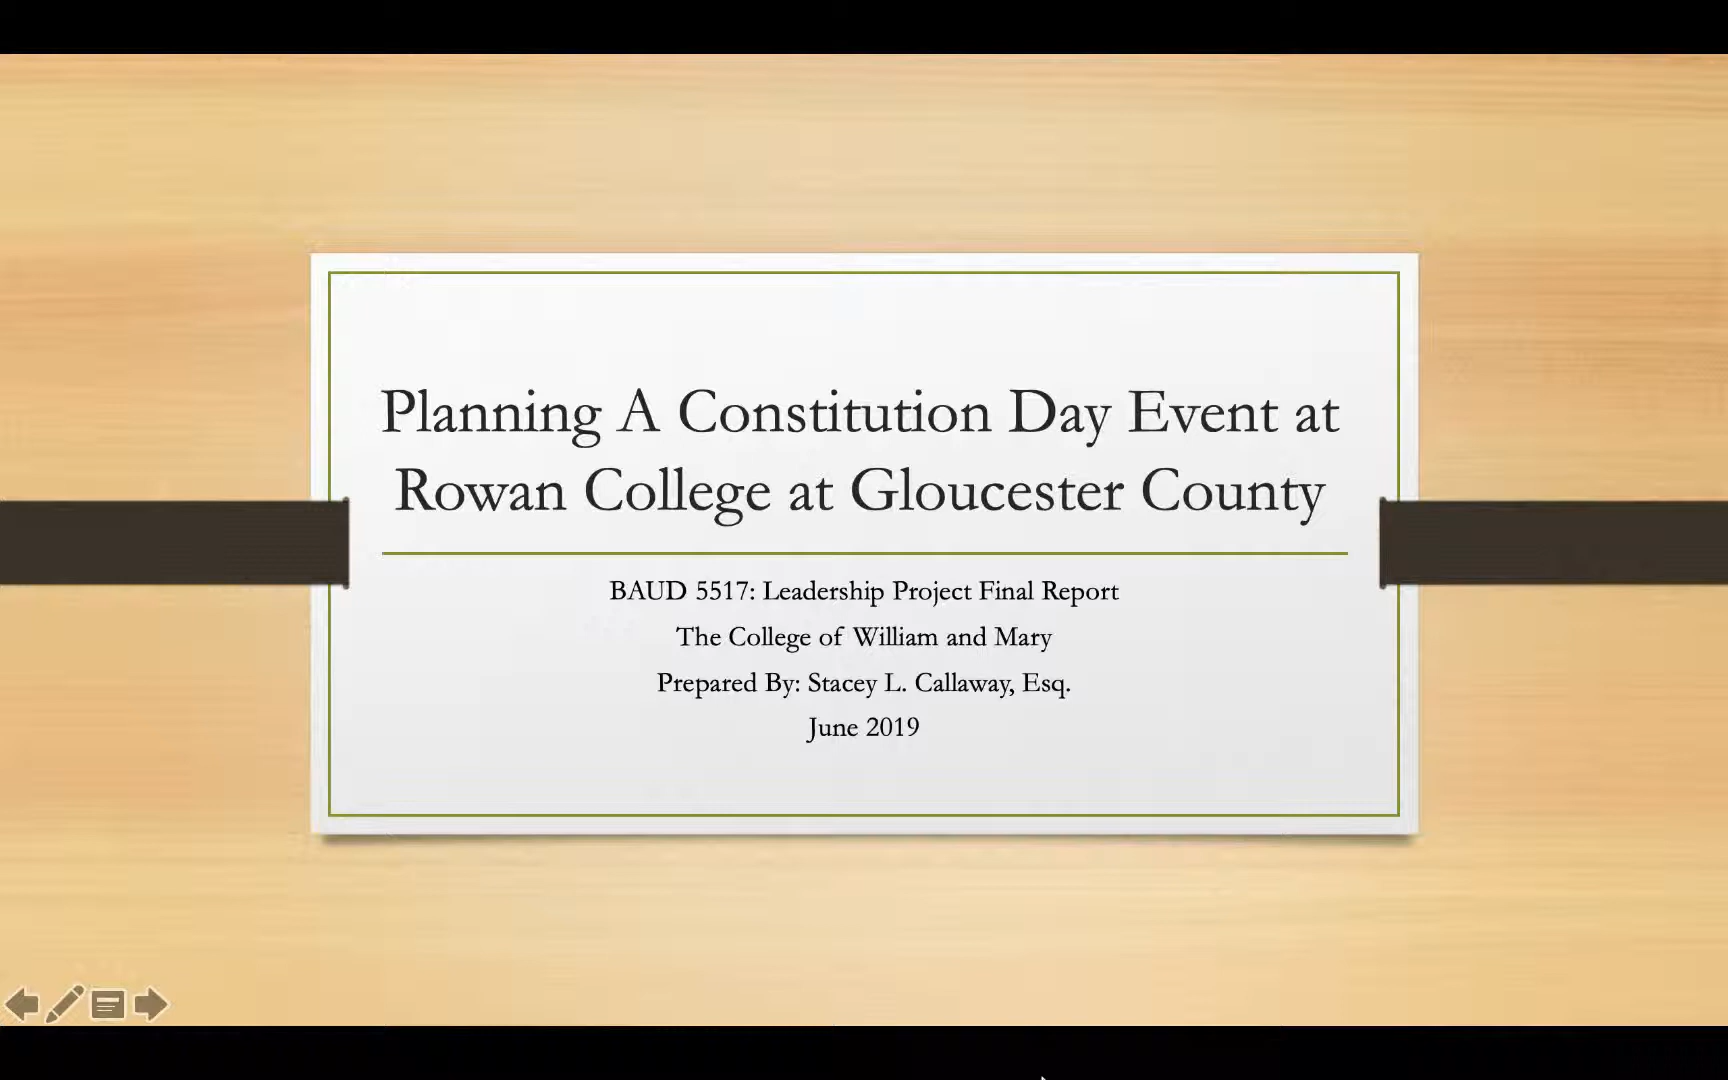 Planning A Constitution Day Event at
Rowan College at Gloucester County
BAUD 5517: Leadership Project Final Report
The College of William and Mary
Prepared By: Stacey L. Callaway, Esq.
June 2019